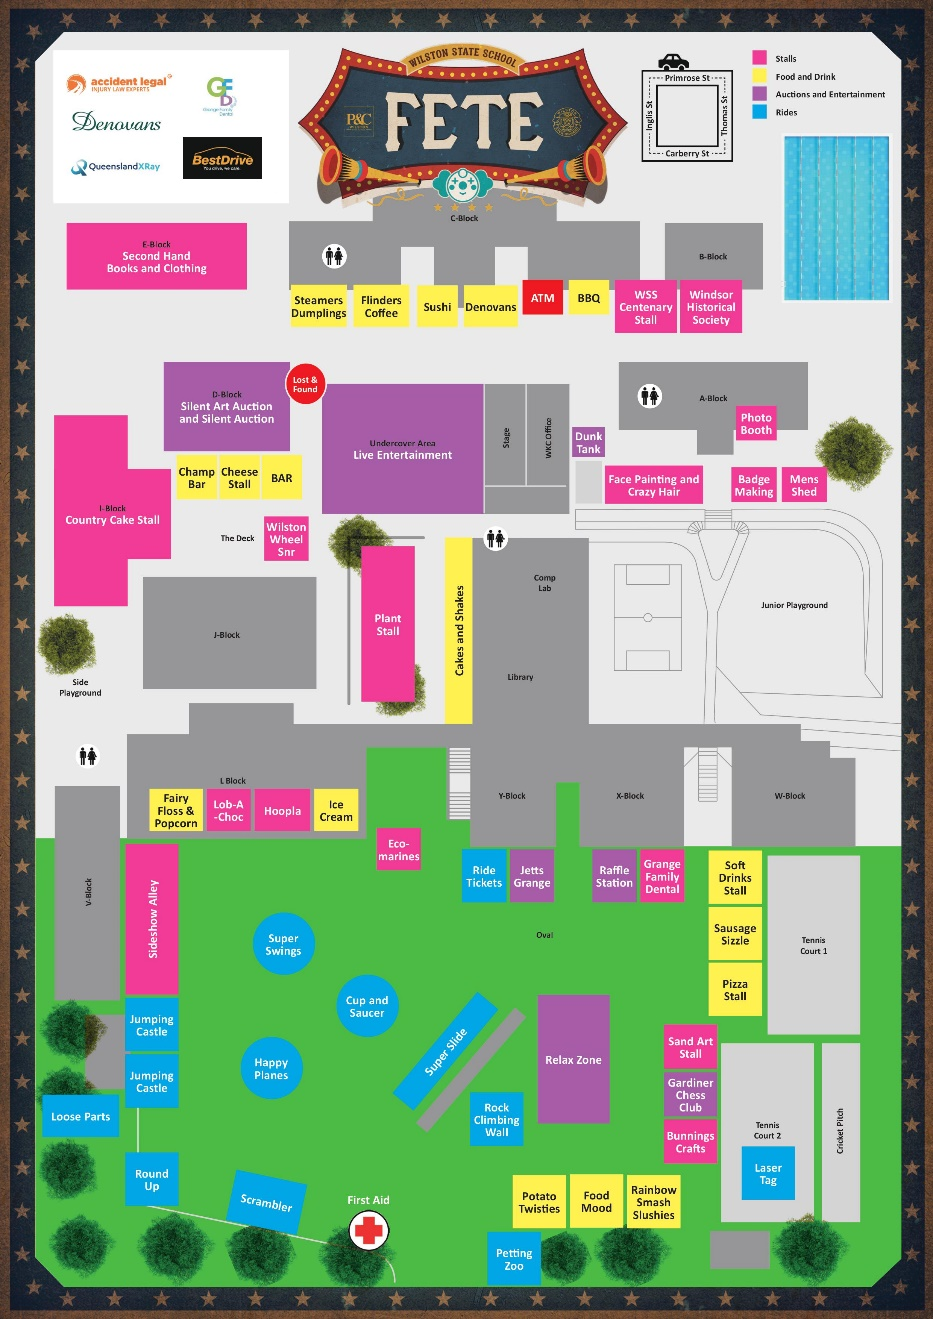 accident legal
INJURY LAW EXPERTS
GFD
George Family
Dental
Denovans
QueenslandXRay
BestDrive
You drive, we care.
WILSTON STATE SCHOOL
P&C
FETE
Primrose St
Inglis St
Thomas St
Carberry St
Stalls
Food and Drink
Auctions and Entertainment
Rides
C-Block
E-Block
Second Hand
Books and Clothing
B-Block
Steamers
Dumplings
Flinders
Coffee
Sushi
Denovans
ATM
BBQ
WSS
Centenary
Stall
Windsor
Historical
Society
D-Block
Silent Art Auction
and Silent Auction
Lost &
Found
Undercover Area
Live Entertainment
Stage
WKC Office
Dunk
Tank
A-Block
Photo
Booth
Champ
Bar
Cheese
Stall
BAR
Face Painting and
Crazy Hair
Badge
Making
Mens
Shed
I-Block
Country Cake Stall
The Deck
Wilston
Wheel
Snr
Plant
Stall
Cakes and Shakes
Comp
Lab
Junior Playground
J-Block
Library
Side
Playground
L Block
Fairy
Floss &
Popcorn
Lob-A
-Choc
Hoopla
Ice
Cream
Y-Block
X-Block
W-Block
Eco-
marines
V-Block
Sideshow Alley
Ride
Tickets
Jetts
Grange
Raffle
Station
Grange
Family
Dental
Soft
Drinks
Stall
Super
Swings
Oval
Sausage
Sizzle
Tennis
Court 1
Pizza
Stall
Jumping
Castle
Cup and
Saucer
Super Slide
Relax Zone
Sand Art
Stall
Jumping
Castle
Happy
Planes
Gardiner
Chess
Club
Loose Parts
Rock
Climbing
Wall
Bunnings
Crafts
Tennis
Court 2
Cricket Pitch
Laser
Tag
Round
Up
Scrambler
First Aid
Potato
Twisties
Food
Mood
Rainbow
Smash
Slushies
Petting
Zoo